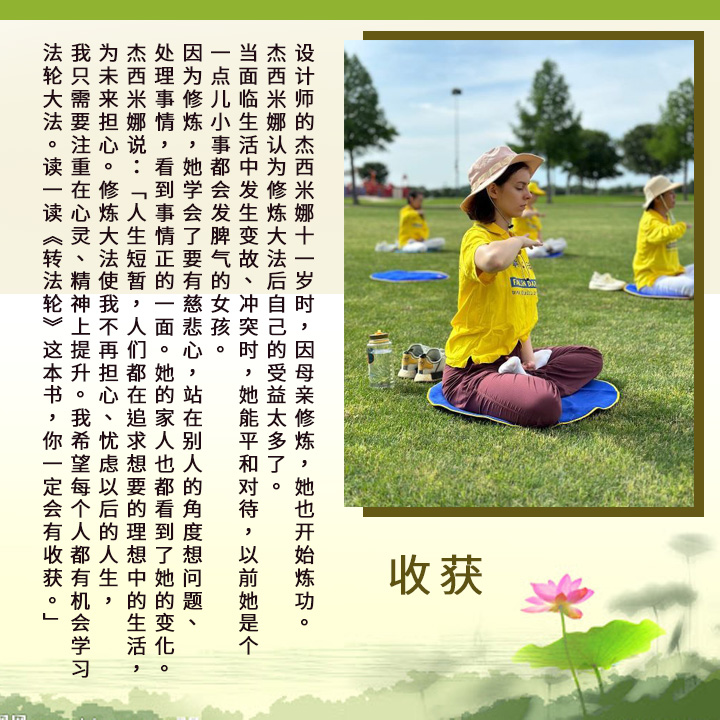 收获
设计师的杰西米娜十一岁时，因母亲修炼，她也开始炼功。
杰西米娜认为修炼大法后自己的受益太多了。
当面临生活中发生变故、冲突时，她能平和对待，以前她是个
一点儿小事都会发脾气的女孩。
因为修炼，她学会了要有慈悲心，站在别人的角度想问题、
处理事情，看到事情正的一面。她的家人也都看到了她的变化。
杰西米娜说：「人生短暂，人们都在追求想要的理想中的生活，
为未来担心。修炼大法使我不再担心、忧虑以后的人生，
我只需要注重在心灵、精神上提升。我希望每个人都有机会学习
法轮大法。读一读《转法轮》这本书，你一定会有收获。」